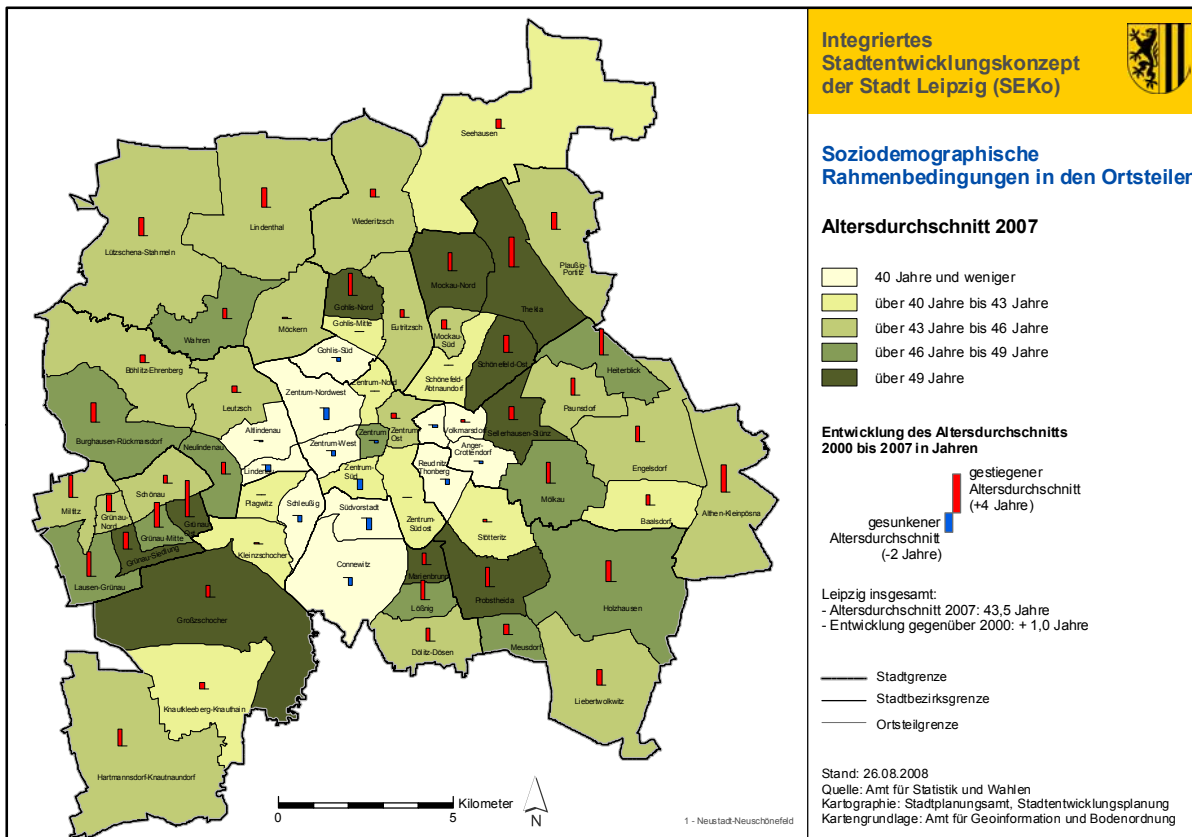 Integriertes
Stadtentwicklungskonzept
der Stadt Leipzig (SEKo)
Soziodemographische
Rahmenbedingungen in den Ortsteilen
Altersdurchschnitt 2007
40 Jahre und weniger
über 40 Jahre bis 43 Jahre
über 43 Jahre bis 46 Jahre
über 46 Jahre bis 49 Jahre
über 49 Jahre
Entwicklung des Altersdurchschnitts
2000 bis 2007 in Jahren
gestiegener
Altersdurchschnitt
(+4 Jahre)
gesunkener
Altersdurchschnitt
(-2 Jahre)
Leipzig insgesamt:
- Altersdurchschnitt 2007: 43,5 Jahre
- Entwicklung gegenüber 2000: + 1,0 Jahre
Stadtgrenze
Stadtbezirksgrenze
Ortsteilgrenze
Stand: 26.08.2008
Quelle: Amt für Statistik und Wahlen
Kartographie: Stadtplanungsamt, Stadtentwicklungsplanung
Kartengrundlage: Amt für Geoinformation und Bodenordnung
Seehausen
Lindenthal
Wiederitzsch
Lützschena-Stahmeln
Plaußig-
Portitz
Mockau-Nord
Thekla
Gohlis-Nord
Gohlis-Mitte
Möckern
Eutritzsch
Mockau-
Süd
Wahren
Gohlis-Süd
Böhlitz-Ehrenberg
Schönefeld-Ost
Heiterblick
Schönefeld-
Abtnaundorf
Zentrum-Nord
Zentrum-Nordwest
Leutzsch
Paunsdorf
Altlindenau
Zentrum
Zentrum-
Ost
Volkmarsdorf
Sellerhausen-Stünz
Burghausen-Rückmarsdorf
Neulindenau
Zentrum-West
Anger-
Crottendorf
Engelsdorf
Lindenau
Zentrum-
Süd
Reudnitz-
Thonberg
Mölkau
Schönau
Miltitz
Grünau-
Nord
Grünau-
Ost
Plagwitz
Schleußig
Südvorstadt
Zentrum-
Südost
Stötteritz
Baalsdorf
Althen-Kleinpösna
Grünau-Mitte
Grünau-Siedlung
Kleinzschocher
Lausen-Grünau
Connewitz
Marienbrunn
Probstheida
Holzhausen
Großzschocher
Lößnig
Dölitz-Dösen
Meusdorf
Liebertwolkwitz
Knautkleeberg-Knauthain
Hartmannsdorf-Knautnaundorf
0
5
Kilometer
N
1 - Neustadt-Neuschönefeld